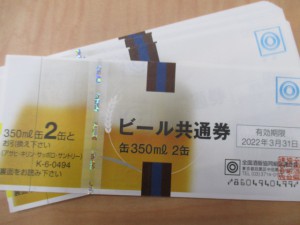 350mℓ缶2缶と
お引換え下さい
(アサヒ・キリン・サッポロ・サントリー)
K-6-0494
裏面をお読み下さい
ビール共通券
缶350mℓ 2缶
有効期限
2022年3月31日